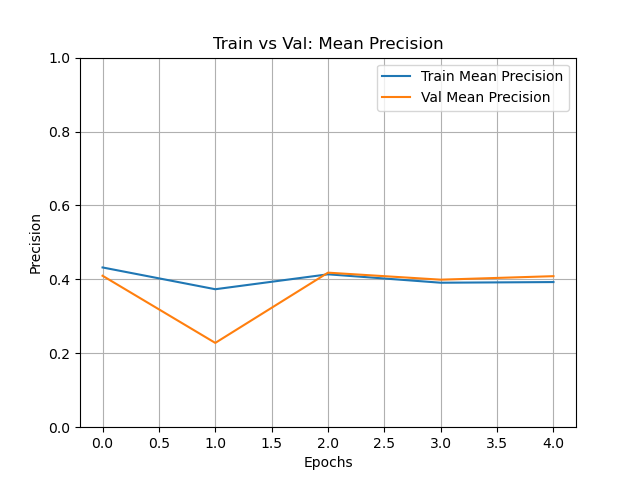 Train vs Val: Mean Precision
Train Mean Precision
Val Mean Precision
1.0
0.8
0.6
0.4
0.2
0.0
Precision
0.0 0.5 1.0 1.5 2.0 2.5 3.0 3.5 4.0
Epochs